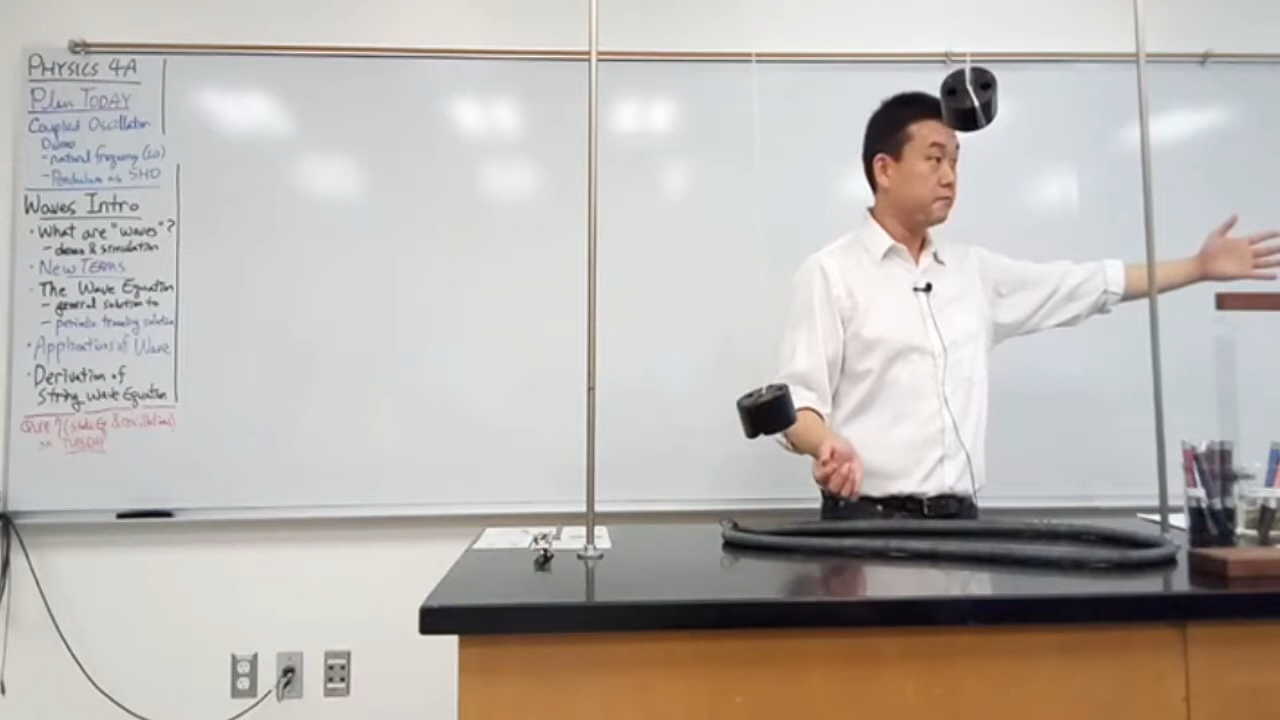 PHYSICS 4A
Plan TODAY
Coupled Oscillator
Demo
- natural frequency (ω)
- Pendulum as SHO
Waves Intro
• What are "waves"?
- demo & simulation
• New TERMS
• The Wave Equation
- general solution to
- periodic traveling solution
• Applications of Wave
• Derivation of
String Wave Equation
on TUESDAY